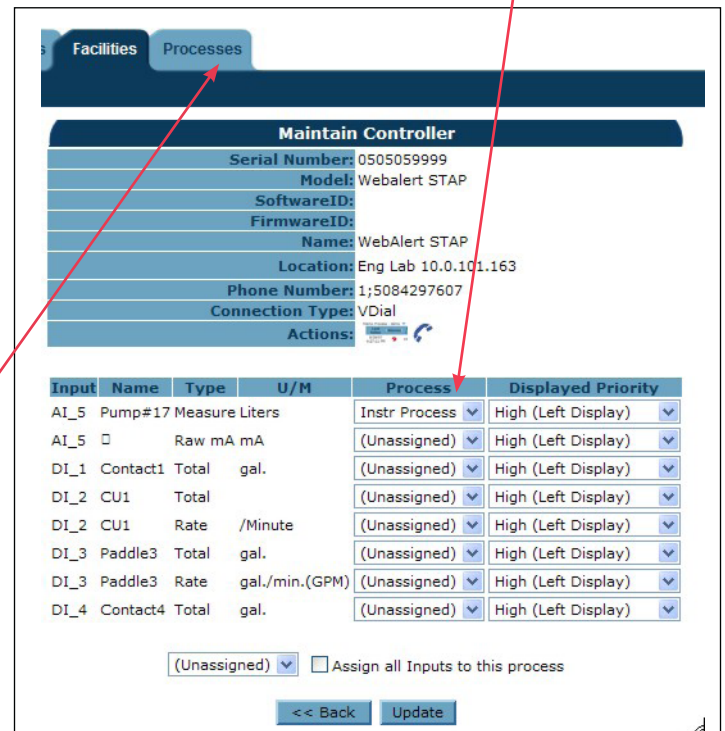 s Facilities Processes
Maintain Controller
Serial Number: 0505059999
Model: Webalert STAP
SoftwareID:
FirmwareID:
Name: WebAlert STAP
Location: Eng Lab 10.0.101.163
Phone Number: 1;5084297607
Connection Type: VDial
Actions:
Input Name Type U/M Process Displayed Priority
AI_5 Pump#17 Measure Liters Instr Process High (Left Display)
AI_5 Raw mA mA (Unassigned) High (Left Display)
DI_1 Contact1 Total gal. (Unassigned) High (Left Display)
DI_2 CU1 Total (Unassigned) High (Left Display)
DI_2 CU1 Rate /Minute (Unassigned) High (Left Display)
DI_3 Paddle3 Total gal. (Unassigned) High (Left Display)
DI_3 Paddle3 Rate gal./min.(GPM) (Unassigned) High (Left Display)
DI_4 Contact4 Total gal. (Unassigned) High (Left Display)
(Unassigned) Assign all Inputs to this process
<< Back Update